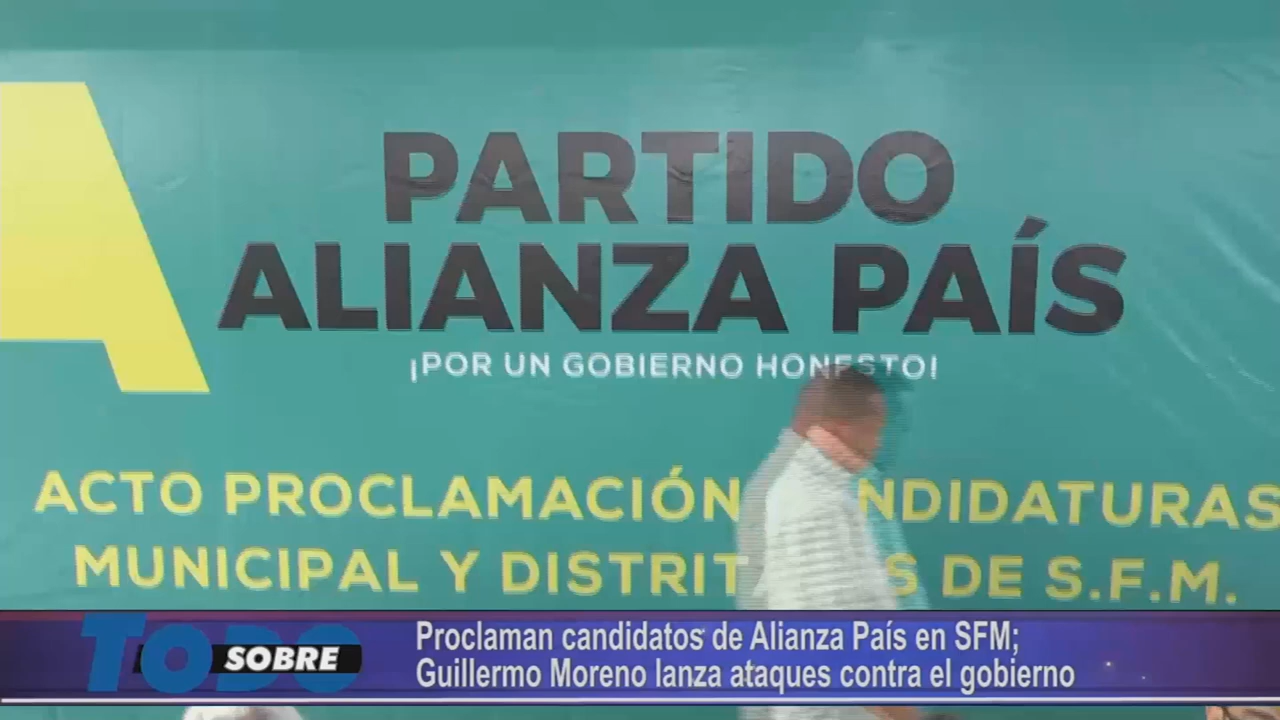 PARTIDO
ALIANZA PAÍS
¡POR UN GOBIERNO HONESTO!
ACTO PROCLAMACIÓN NDIDATURAS
MUNICIPAL Y DISTRIT S DE S.F.M.
TODO SOBRE
Proclaman candidatos de Alianza País en SFM;
Guillermo Moreno lanza ataques contra el gobierno